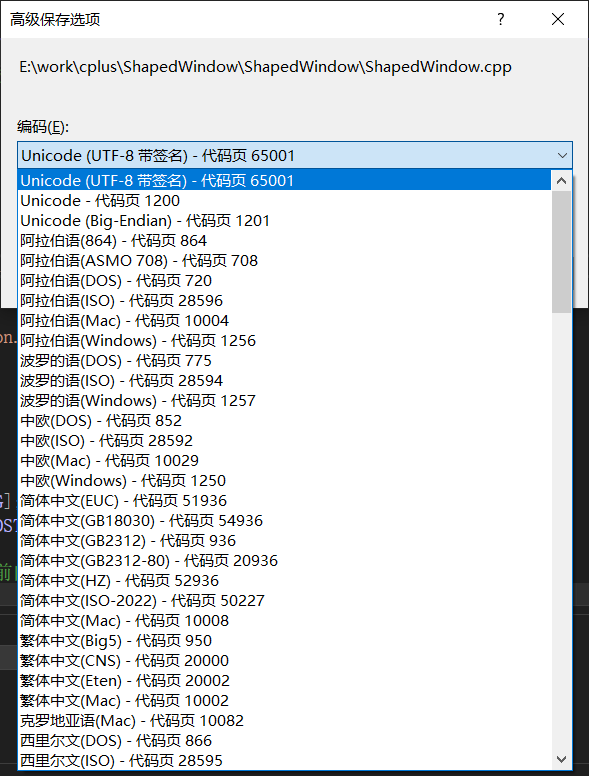 高级保存选项
?
E:\work\cplus\ShapedWindow\ShapedWindow\ShapedWindow.cpp
编码(E):
Unicode (UTF-8 带签名) - 代码页 65001
Unicode (UTF-8 带签名) - 代码页 65001
Unicode - 代码页 1200
Unicode (Big-Endian) - 代码页 1201
阿拉伯语(864) - 代码页 864
阿拉伯语(ASMO 708) - 代码页 708
阿拉伯语(DOS) - 代码页 720
阿拉伯语(ISO) - 代码页 28596
阿拉伯语(Mac) - 代码页 10004
on.
阿拉伯语(Windows) - 代码页 1256
波罗的语(DOS) - 代码页 775
波罗的语(ISO) - 代码页 28594
波罗的语(Windows) - 代码页 1257
中欧(DOS) - 代码页 852
中欧(ISO) - 代码页 28592
中欧(Mac) - 代码页 10029
中欧(Windows) - 代码页 1250
G]
简体中文(EUC) - 代码页 51936
OST
简体中文(GB18030) - 代码页 54936
简体中文(GB2312) - 代码页 936
简体中文(GB2312-80) - 代码页 20936
前
简体中文(HZ) - 代码页 52936
简体中文(ISO-2022) - 代码页 50227
简体中文(Mac) - 代码页 10008
繁体中文(Big5) - 代码页 950
繁体中文(CNS) - 代码页 20000
繁体中文(Eten) - 代码页 20002
繁体中文(Mac) - 代码页 10002
克罗地亚语(Mac) - 代码页 10082
西里尔文(DOS) - 代码页 866
西里尔文(ISO) - 代码页 28595